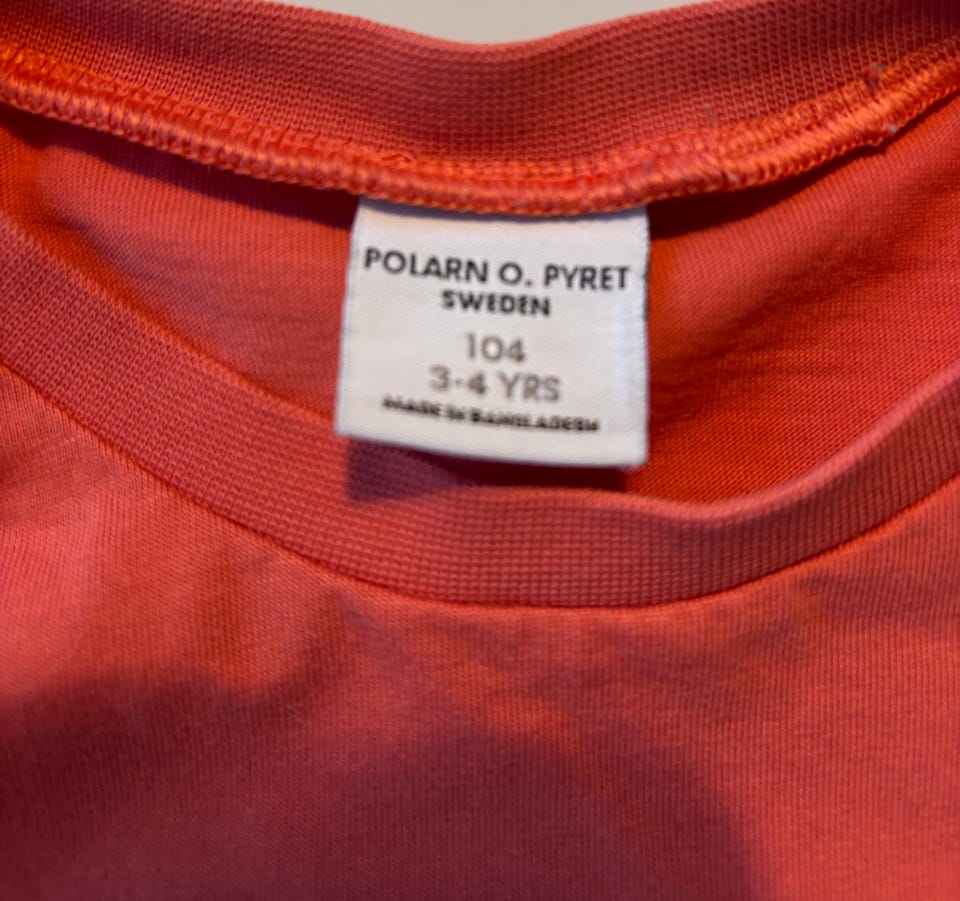 POLARN O. PYRET
SWEDEN
104
3-4 YRS
MADE IN BANGLADESH